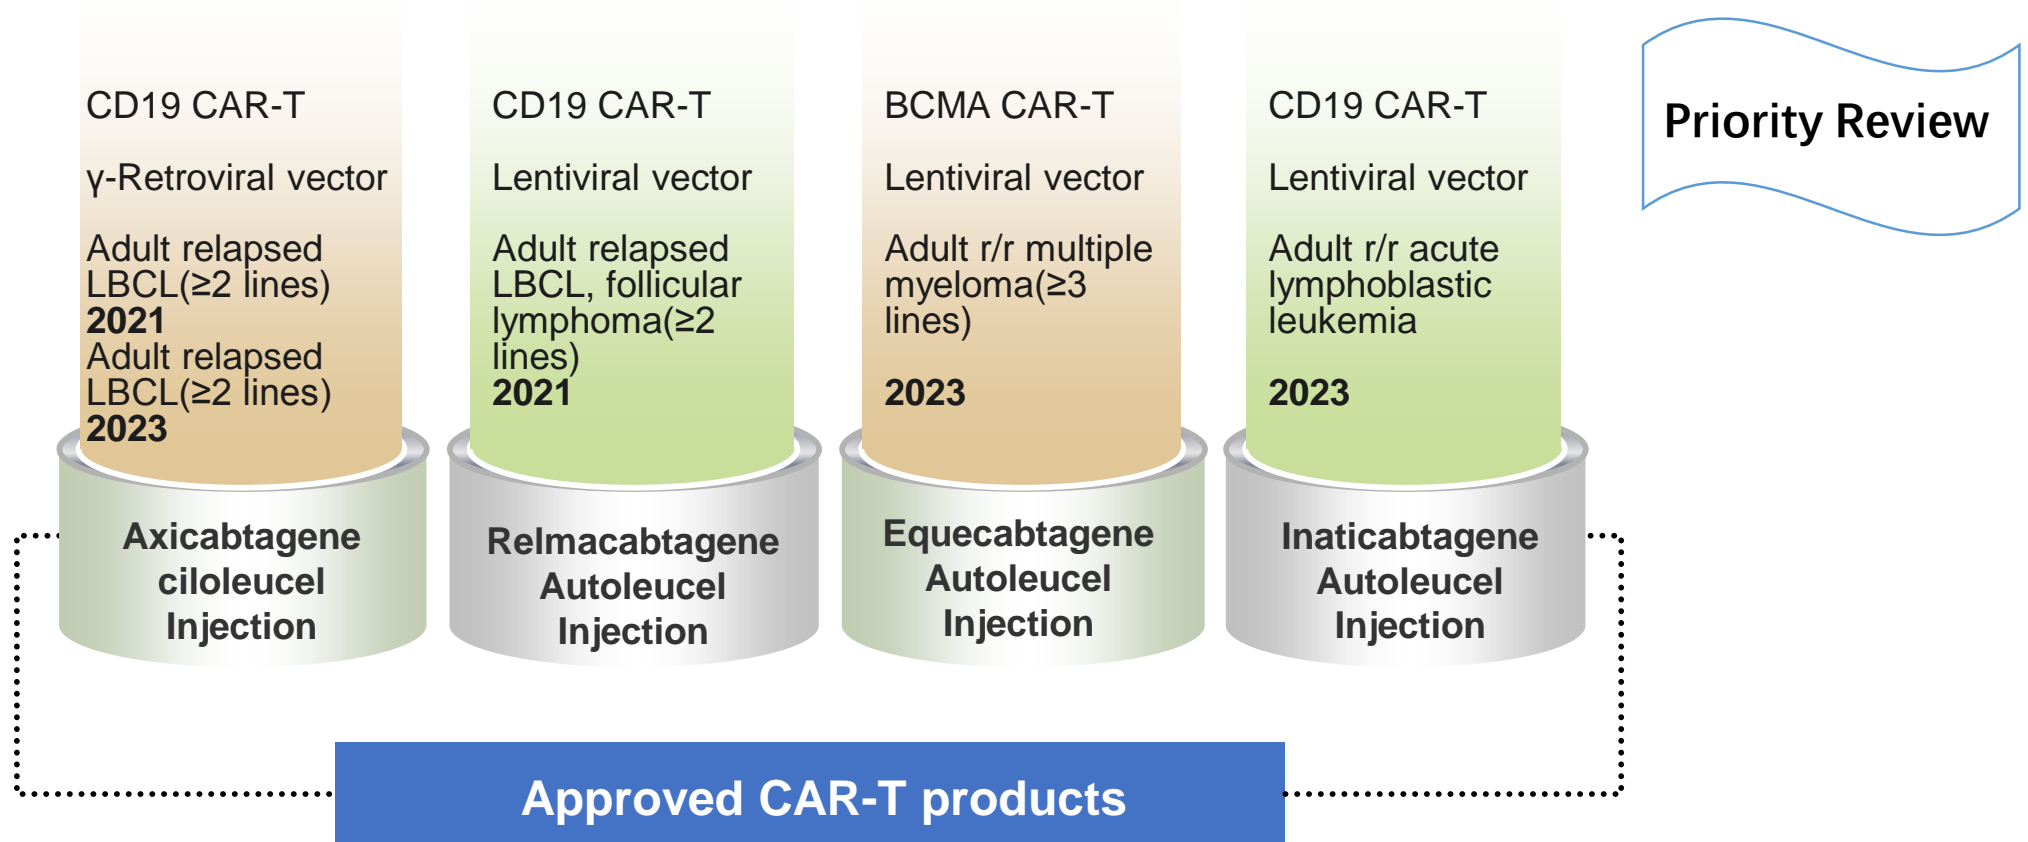 CD19 CAR-T
γ-Retroviral vector
Adult relapsed
LBCL(≥2 lines)
2021
Adult relapsed
LBCL(≥2 lines)
2023
Axicabtagene
ciloleucel
Injection
CD19 CAR-T
Lentiviral vector
Adult relapsed
LBCL, follicular
lymphoma(≥2
lines)
2021
Relmacabtagene
Autoleucel
Injection
BCMA CAR-T
Lentiviral vector
Adult r/r multiple
myeloma(≥3
lines)
2023
Equecabtagene
Autoleucel
Injection
CD19 CAR-T
Lentiviral vector
Adult r/r acute
lymphoblastic
leukemia
2023
Inaticabtagene
Autoleucel
Injection
Priority Review
Approved CAR-T products